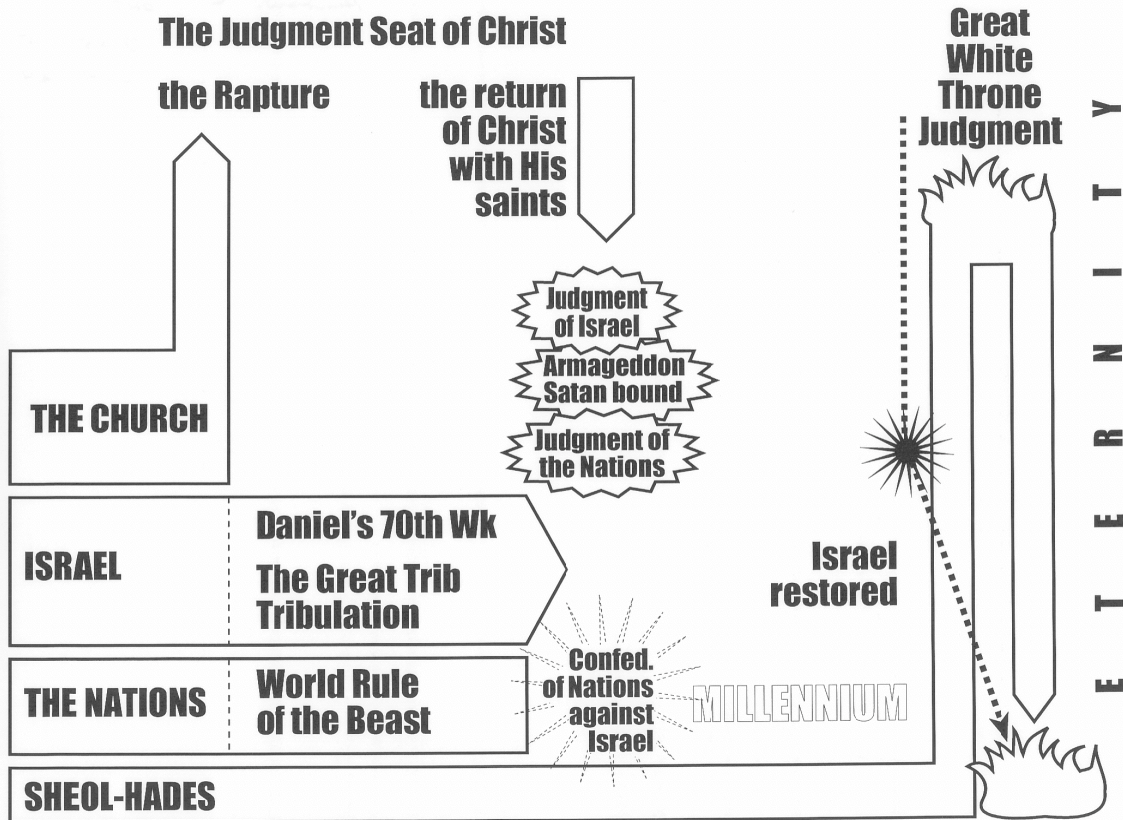 The Judgment Seat of Christ
the Rapture
the return
of Christ
with His
saints
Great
White
Throne
Judgment
ETERNITY
Judgment
of Israel
Armageddon
Satan bound
Judgment of
the Nations
THE CHURCH
ISRAEL
Daniel's 70th Wk
The Great Trib
Tribulation
Israel
restored
THE NATIONS
World Rule
of the Beast
Confed.
of Nations
against
Israel
MILLENNIUM
SHEOL-HADES